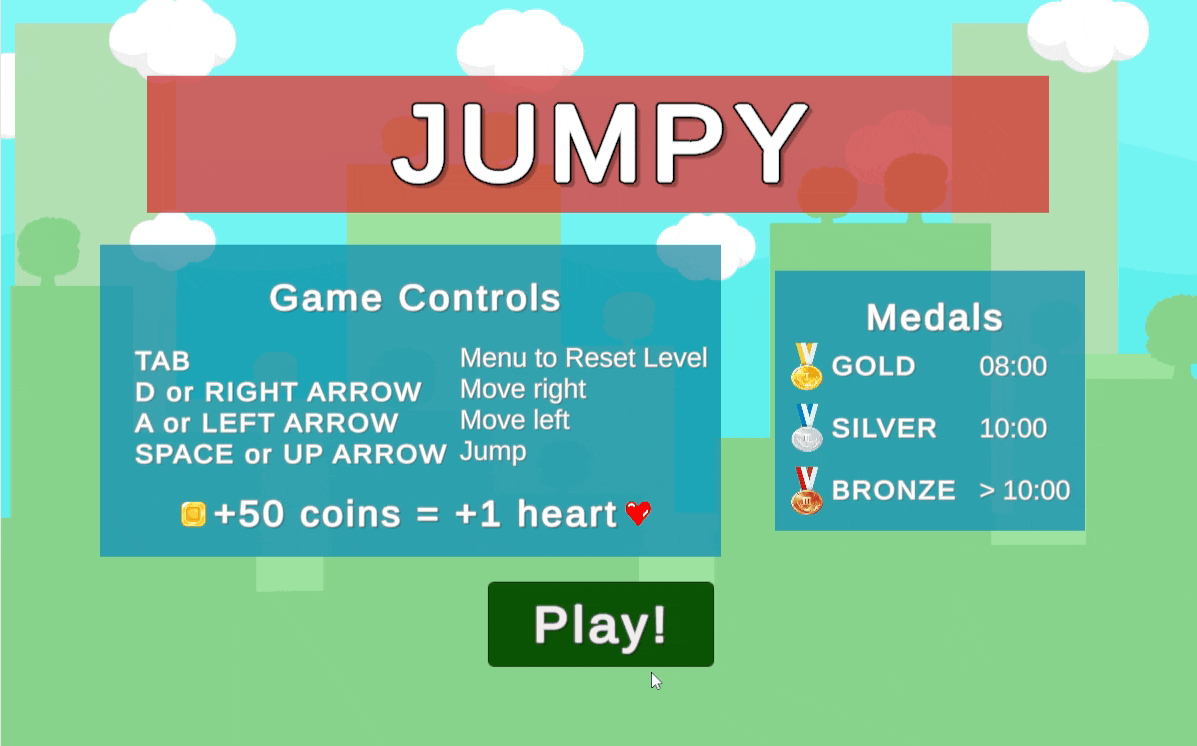 JUMPY
Game Controls
TAB Menu to Reset Level
D or RIGHT ARROW Move right
A or LEFT ARROW Move left
SPACE or UP ARROW Jump
+50 coins = +1 heart
Medals
GOLD 08:00
SILVER 10:00
BRONZE > 10:00
Play!